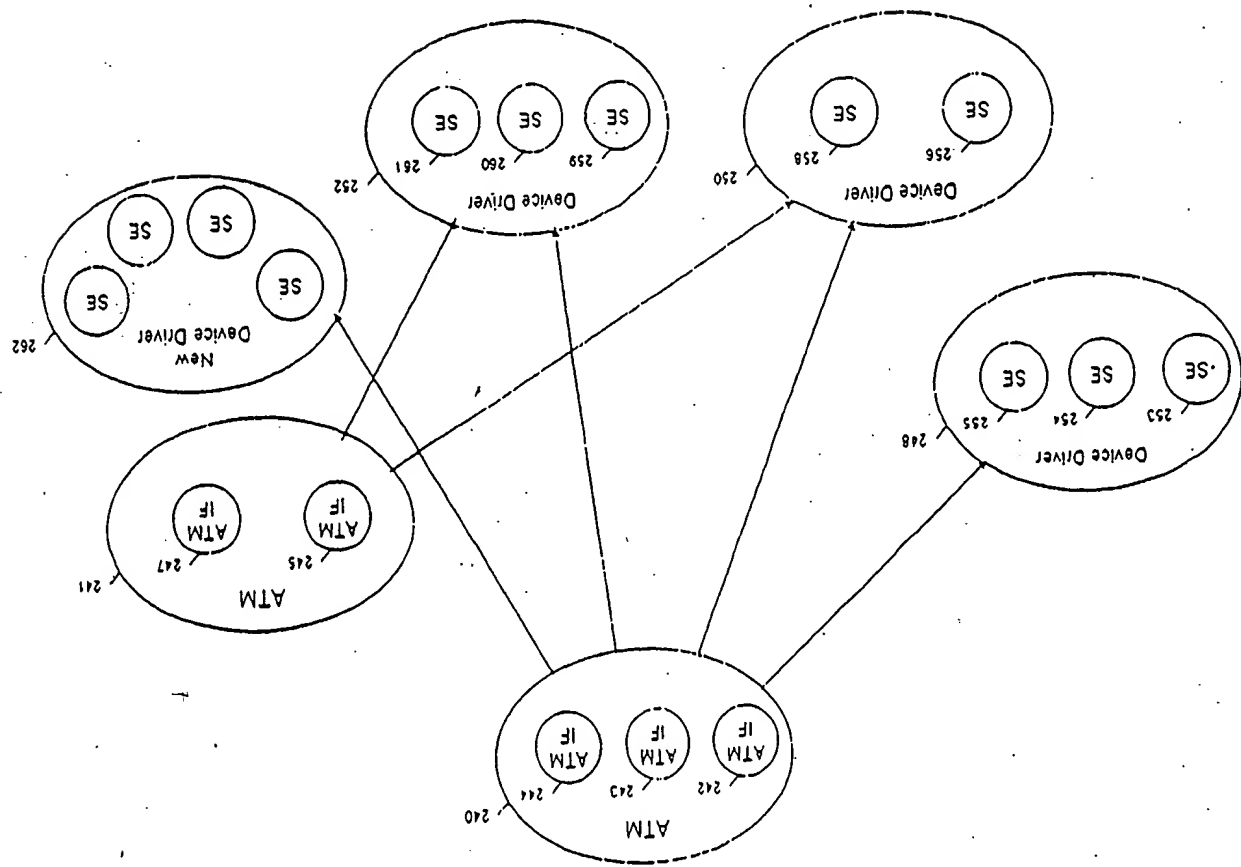 ATM
240
242
243
244
ATM
IF
ATM
IF
ATM
IF
ATM
241
245
247
ATM
IF
ATM
IF
Device Driver
248
253
254
255
SE
SE
SE
New
Device Driver
262
SE
SE
SE
SE
Device Driver
250
256
258
SE
SE
Device Driver
252
259
260
261
SE
SE
SE